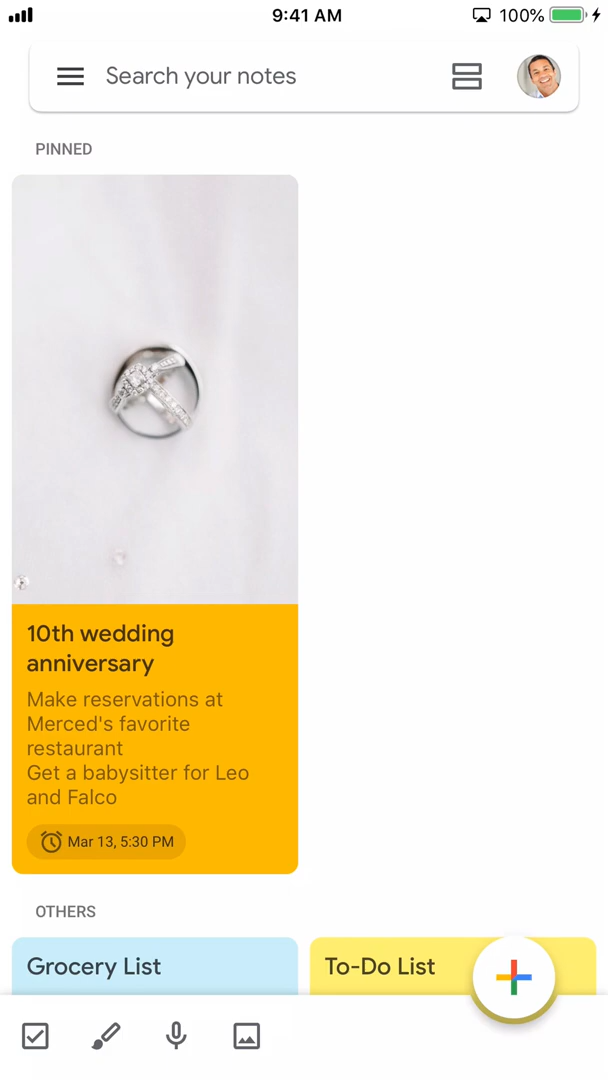 9:41 AM 100%
Search your notes
PINNED
10th wedding
anniversary
Make reservations at
Merced's favorite
restaurant
Get a babysitter for Leo
and Falco
Mar 13, 5:30 PM
OTHERS
Grocery List
To-Do List